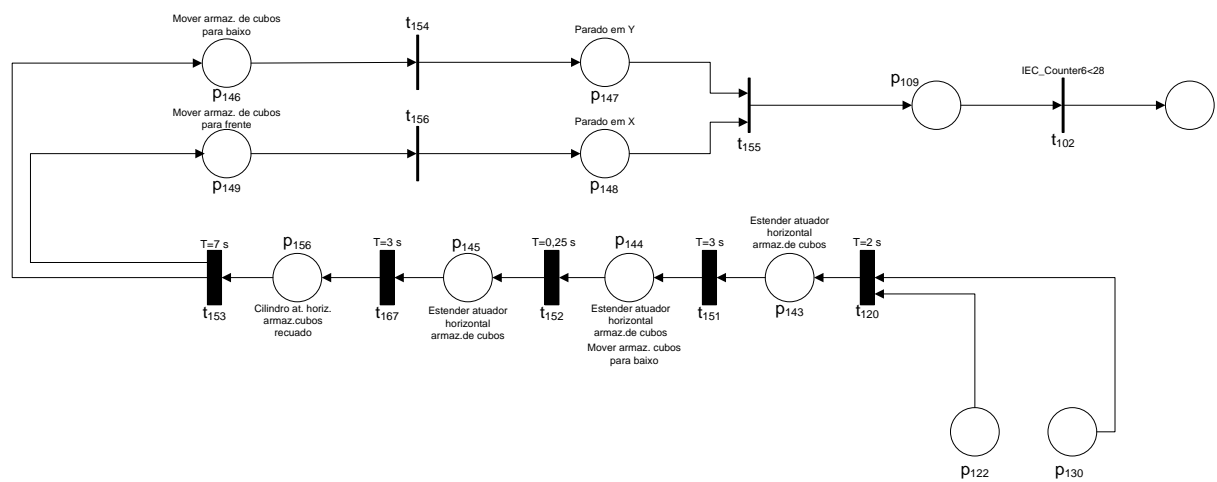 Mover armaz. de cubos
para baixo
p146
t154
Parado em Y
p147
Mover armaz. de cubos
para frente
p149
t156
Parado em X
p148
t155
p109
IEC_Counter6<28
t102
T=7 s
t153
p156
Cilindro at. horiz.
armaz.cubos
recuado
T=3 s
t167
p145
Estender atuador
horizontal
armaz.de cubos
T=0,25 s
t152
p144
Estender atuador
horizontal
armaz.de cubos
Mover armaz. cubos
para baixo
T=3 s
t151
Estender atuador
horizontal
armaz.de cubos
p143
T=2 s
t120
p122
p130